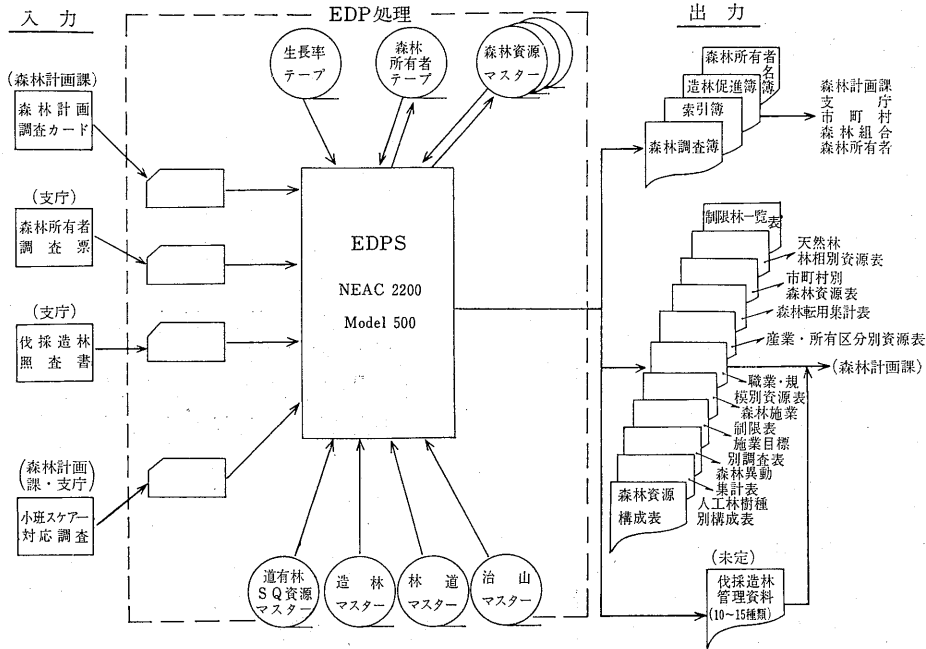 入力
EDP処理
出力
(森林計画課)
森林計画
調査カード
(支庁)
森林所有者
調査票
(支庁)
伐採造林
照査書
(森林計画
課・支庁)
小班スケアー
対応調査
生長率
テープ
森林
所有者
テープ
森林資源
マスター
EDPS
NEAC 2200
Model 500
道有林
SQ資源
マスター
造林
マスター
林道
マスター
治山
マスター
森林所有者
名簿
造林促進簿
索引簿
森林調査簿
森林計画課
支庁
市町村
森林組合
森林所有者
制限林一覧表
天然林
林相別資源表
市町村別
森林資源表
森林転用集計表
産業・所有区分別資源表
(森林計画課)
職業・規
模別資源表
森林施業
制限表
施業目標
別調査表
森林異動
集計表
人工林樹種
別構成表
森林資源
構成表
(未定)
伐採造林
管理資料
(10~15種類)